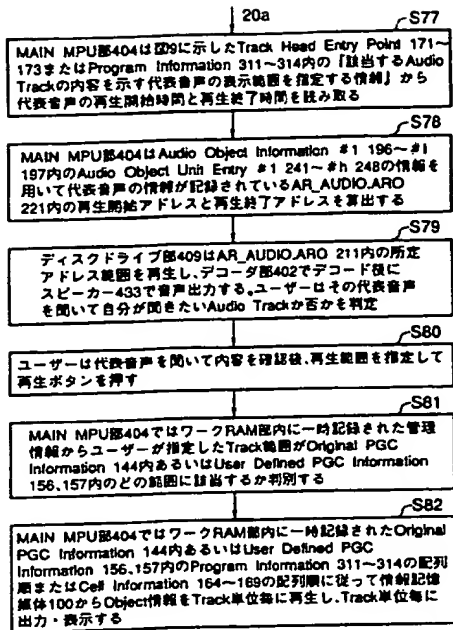 20a
S77
MAIN MPU部404は図9に示したTrack Head Entry Point 171~
173またはProgram Information 311~314内の「該当するAudio
Trackの内容を示す代表音声の表示範囲を指定する情報」から
代表音声の再生開始時間と再生終了時間を読み取る
S78
MAIN MPU部404はAudio Object Information #1 196~#l
197内のAudio Object Unit Entry #1 241~#h 248の情報を
用いて代表音声の情報が記録されているAR_AUDIO.ARO
221内の再生開始アドレスと再生終了アドレスを算出する
S79
ディスクドライブ部409はAR_AUDIO.ARO 211内の所定
アドレス範囲を再生し、デコーダ部402でデコード後に
スピーカー433で音声出力する。ユーザーはその代表音声
を聞いて自分が聞きたいAudio Trackか否かを判定
S80
ユーザーは代表音声を聞いて内容を確認後、再生範囲を指定して
再生ボタンを押す
S81
MAIN MPU部404ではワークRAM部内に一時記録された管理
情報からユーザーが指定したTrack範囲がOriginal PGC
Information 144内あるいはUser Defined PGC Information
156、157内のどの範囲に該当するか判別する
S82
MAIN MPU部404ではワークRAM部内に一時記録されたOriginal
PGC Information 144内あるいはUser Defined PGC
Information 156、157内のProgram Information 311~314の配列
順またはCell Information 164~169の配列順に従って情報記憶
媒体100からObject情報をTrack単位毎に再生し、Track単位毎に
出力・表示する